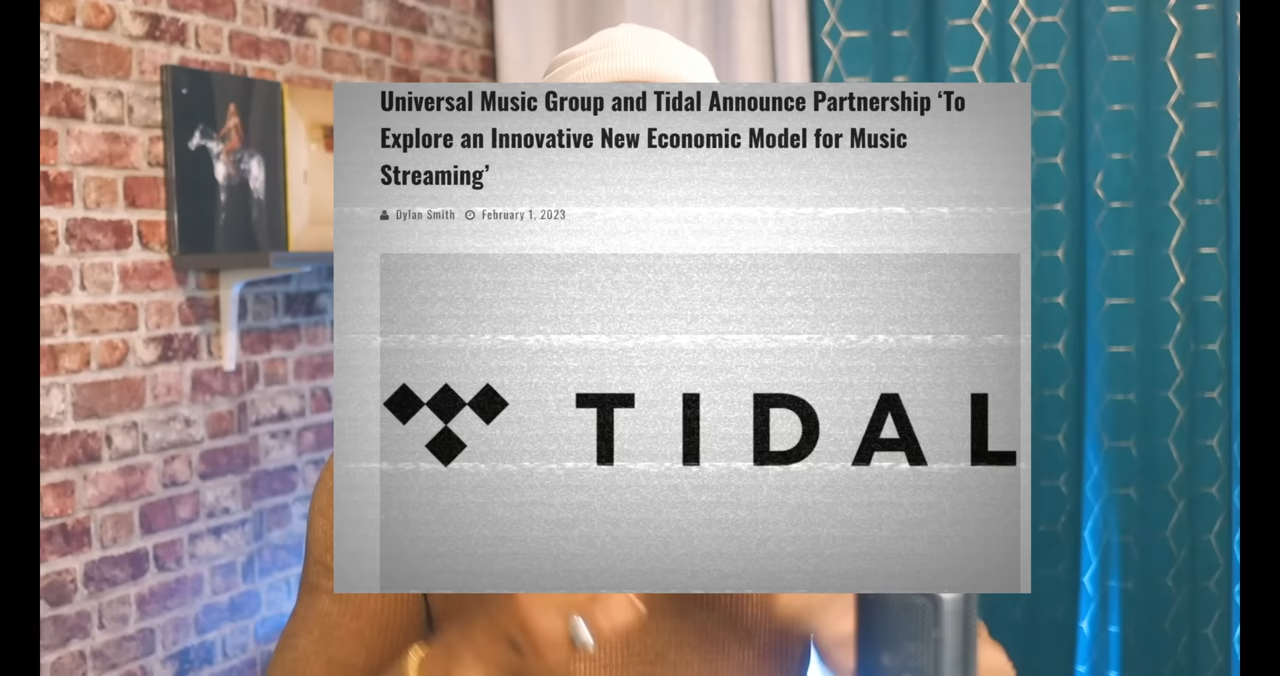 Universal Music Group and Tidal Announce Partnership ‘To
Explore an Innovative New Economic Model for Music
Streaming’
Dylan Smith February 1, 2023
TIDAL